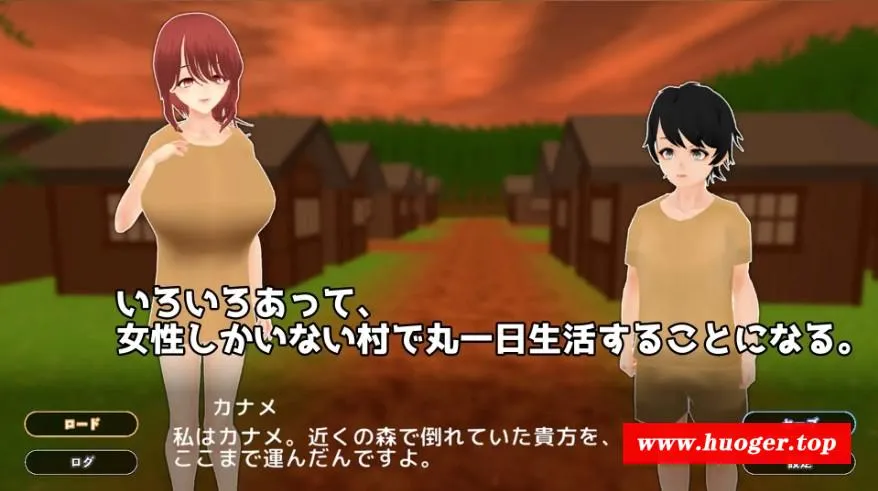 いろいろあって、
女性しかいない村で丸一日生活することになる。
カナメ
私はカナメ。近くの森で倒れていた貴方を、
ここまで運んだんですよ。
ロード
ログ
www.huoger.top